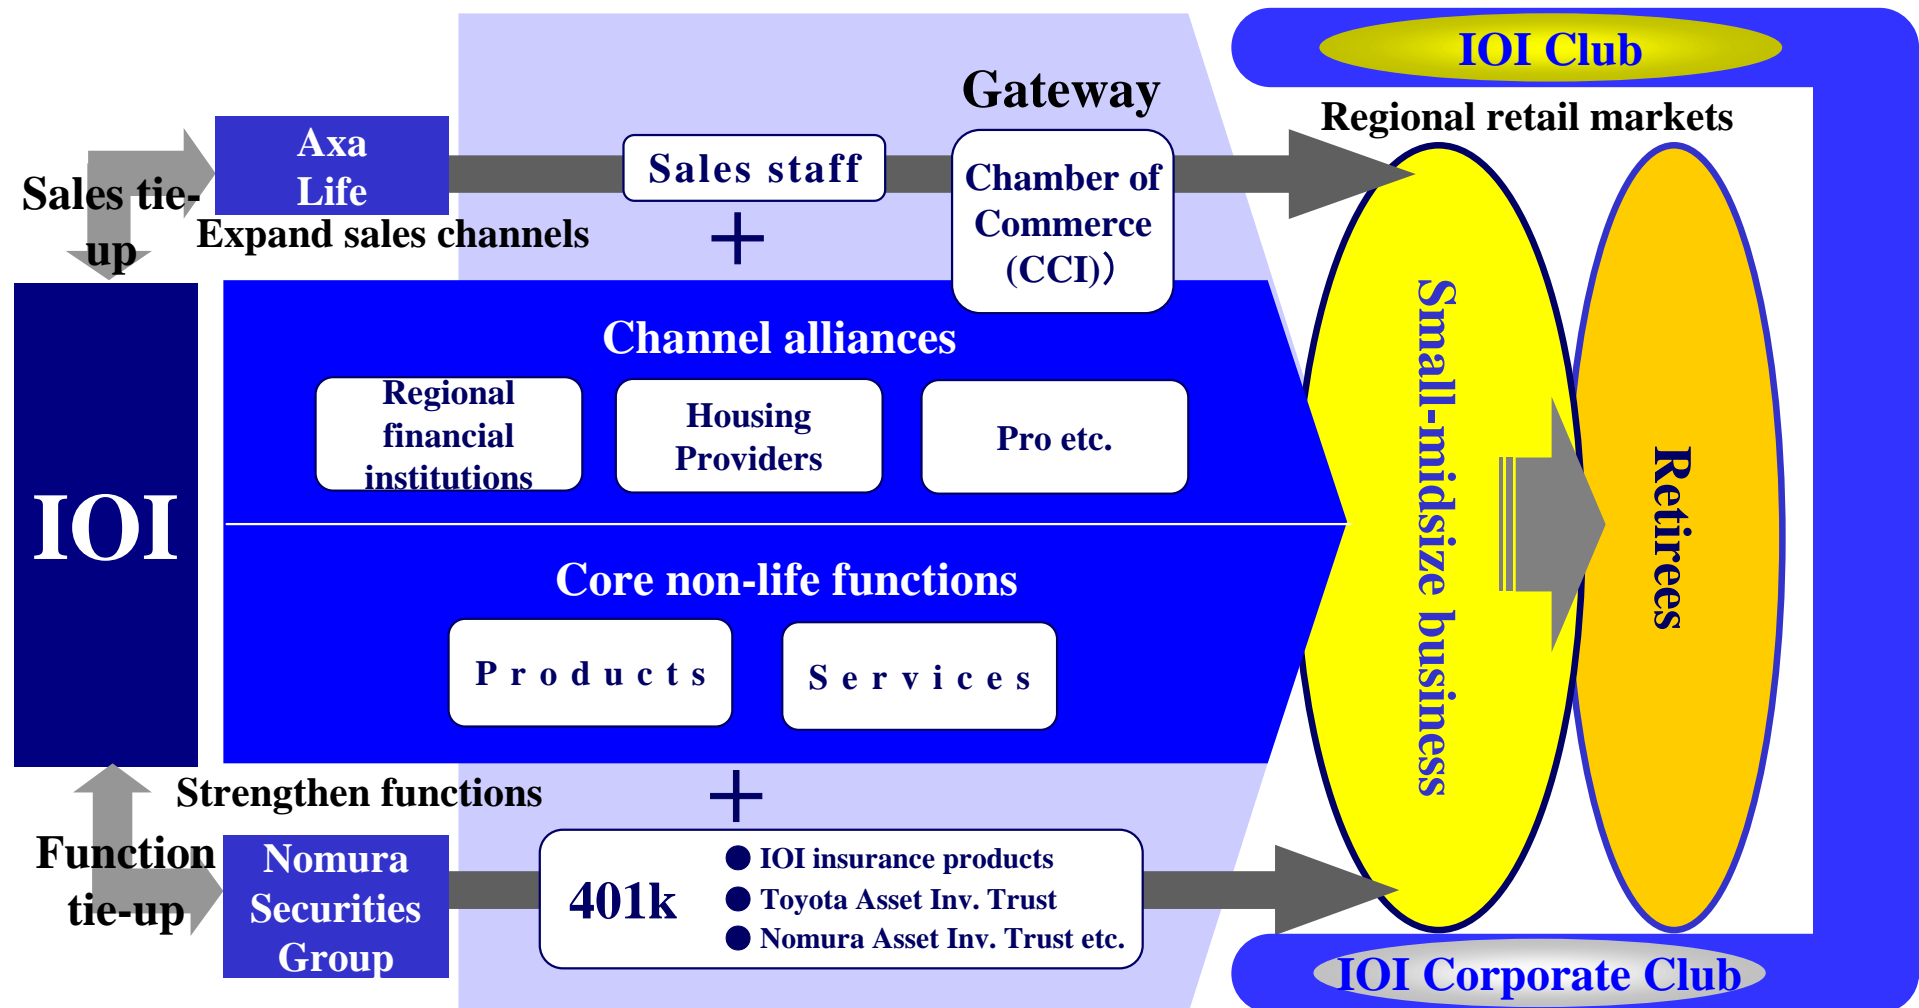 IOI Club
Gateway
Regional retail markets
Axa
Life
Sales staff
Chamber of
Commerce
(CCI)）
Sales tie-
up
Expand sales channels
+
Channel alliances
Regional
financial
institutions
Housing
Providers
Pro etc.
IOI
Core non-life functions
Products
Services
Small-midsize business
Retirees
Strengthen functions
+
Function
tie-up
Nomura
Securities
Group
401k
● IOI insurance products
● Toyota Asset Inv. Trust
● Nomura Asset Inv. Trust etc.
IOI Corporate Club